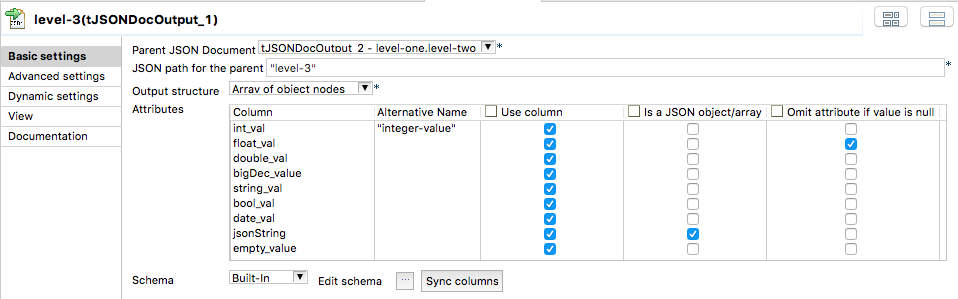 level-3(tJSONDocOutput_1)
Basic settings
Advanced settings
Dynamic settings
View
Documentation
Parent JSON Document tJSONDocOutput_2 - level-one.level-two *
JSON path for the parent "level-3" *
Output structure Array of object nodes *
Attributes
Column Alternative Name Use column Is a JSON object/array Omit attribute if value is null
int_val "integer-value"
float_val
double_val
bigDec_value
string_val
bool_val
date_val
jsonString
empty_value
Schema Built-In Edit schema ... Sync columns